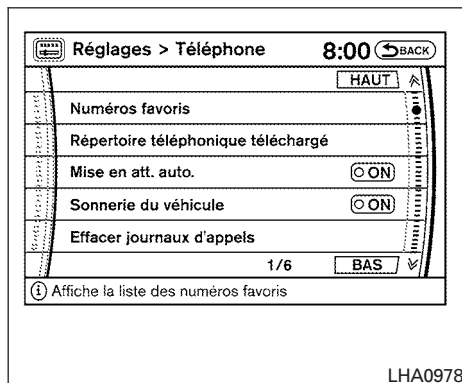 Réglages > Téléphone 8:00 BACK
HAUT
Numéros favoris
Répertoire téléphonique téléchargé
Mise en att. auto. ON
Sonnerie du véhicule ON
Effacer journaux d'appels
1/6 BAS
i Affiche la liste des numéros favoris
LHA0978